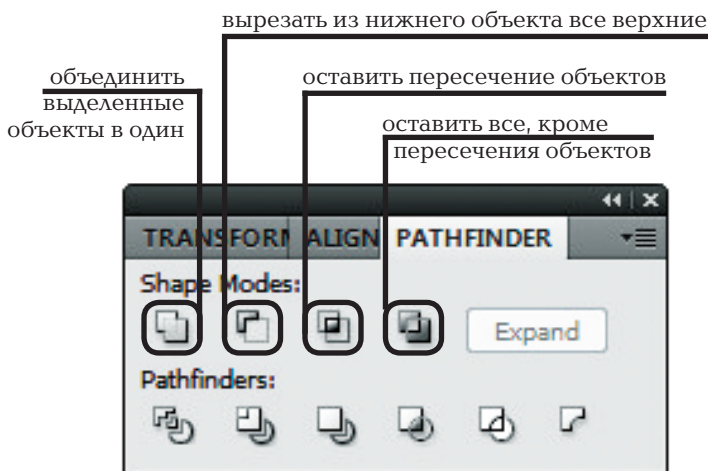 вырезать из нижнего объекта все верхние
объединить
выделенные
объекты в один
оставить пересечение объектов
оставить все, кроме
пересечения объектов
TRANSFORM ALIGN PATHFINDER
Shape Modes:
Expand
Pathfinders: